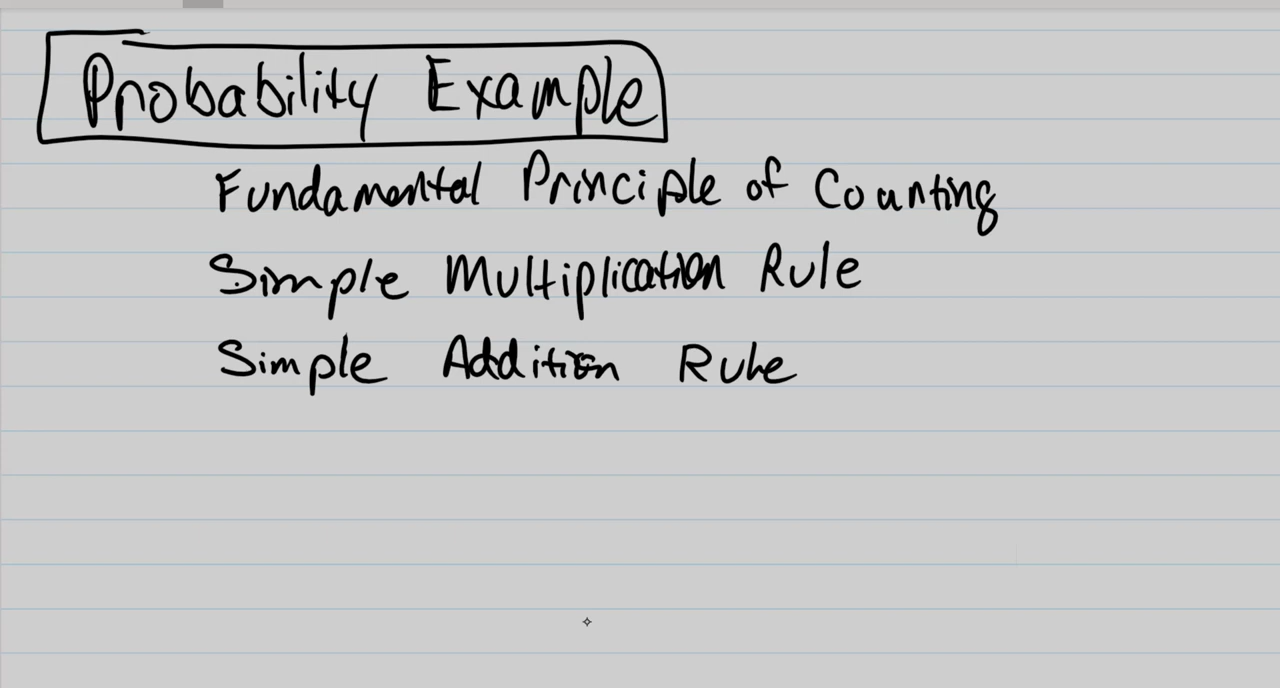 Probability Example
Fundamental Principle of Counting
Simple Multiplication Rule
Simple Addition Rule